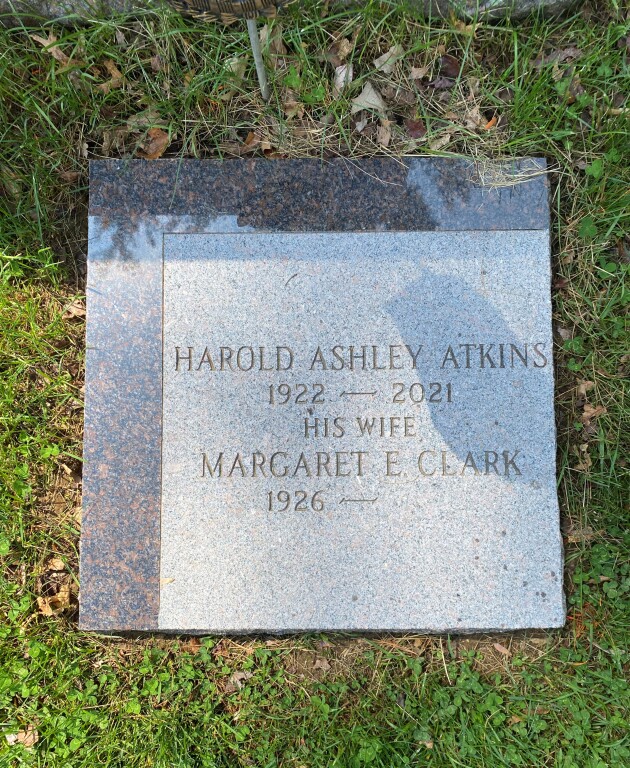 HAROLD ASHLEY ATKINS
1922 — 2021
HIS WIFE
MARGARET E. CLARK
1926 —